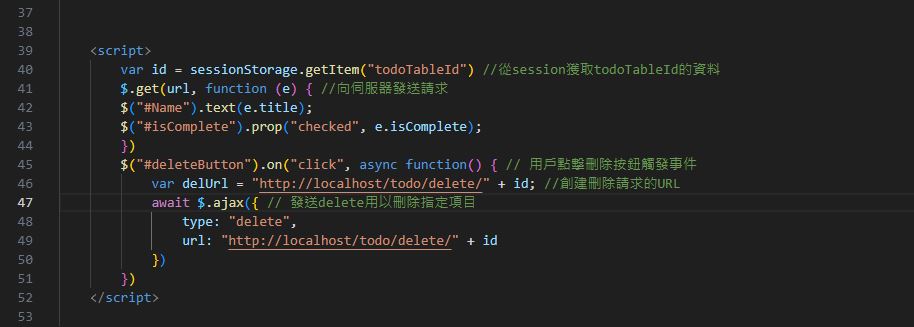 37
38
39 <script>
40 var id = sessionStorage.getItem("todoTableId") //從session獲取todoTableId的資料
41 $.get(url, function (e) { //向伺服器發送請求
42 $("#Name").text(e.title);
43 $("#isComplete").prop("checked", e.isComplete);
44 })
45 $("#deleteButton").on("click", async function() { // 用戶點擊刪除按鈕觸發事件
46 var delUrl = "http://localhost/todo/delete/" + id; //創建刪除請求的URL
47 await $.ajax({ // 發送delete用以刪除指定項目
48 type: "delete",
49 url: "http://localhost/todo/delete/" + id
50 })
51 })
52 </script>
53